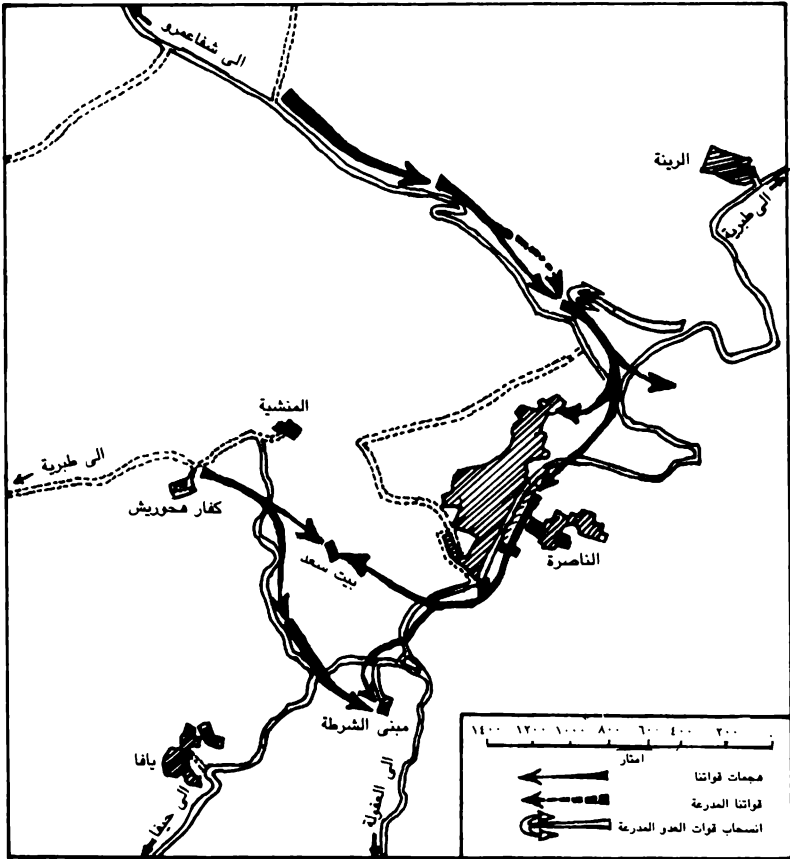 الى شفاعمرو
الرينة
الى طبرية
المنشية
الى طبرية
كفار محوريش
بيت سعد
الناصرة
مبنى الشرطة
يافا
الى حيفا
الى العفولة
١٤٠٠ ١٢٠٠ ١٠٠٠ ٨٠٠ ٦٠٠ ٤٠٠ ٢٠٠ ٠
امتار
هجمات قواتنا
قواتنا المدرعة
انسحاب قوات العدو المدرعة